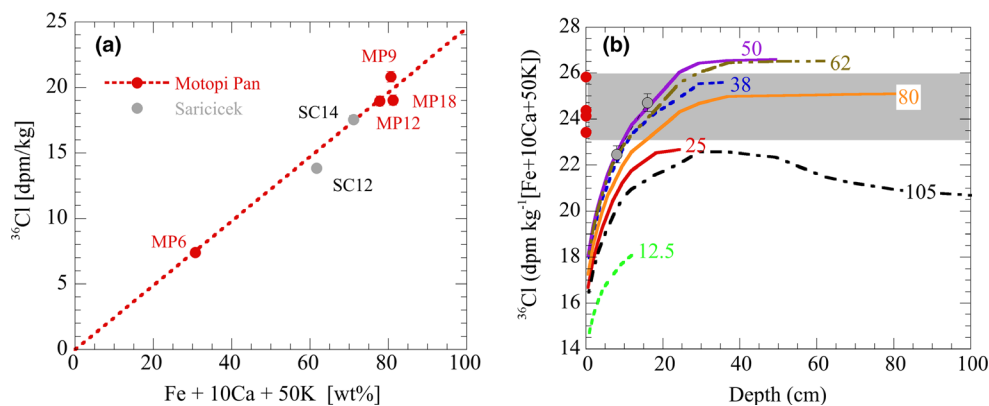 (a)
Motopi Pan
Saricicek
MP9
MP18
MP12
SC14
SC12
MP6
25
20
15
10
5
0
0 20 40 60 80 100
³⁶Cl [dpm/kg]
Fe + 10Ca + 50K [wt%]
(b)
50
62
38
80
25
105
12.5
28
26
24
22
20
18
16
14
0 20 40 60 80 100
³⁶Cl (dpm kg⁻¹[Fe+10Ca+50K])
Depth (cm)